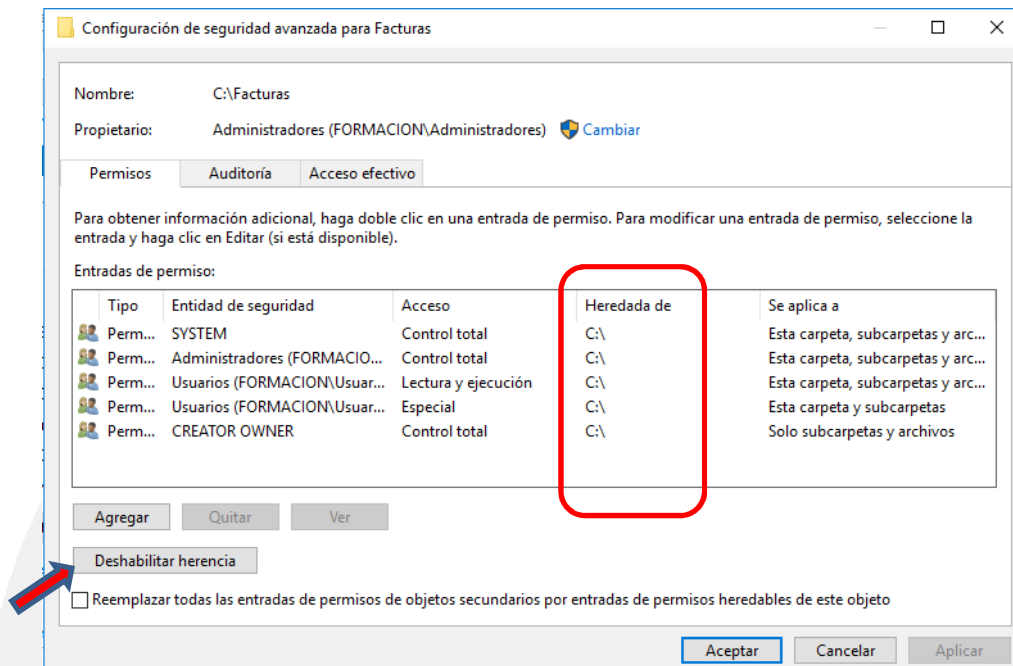 Configuración de seguridad avanzada para Facturas
Nombre: C:\Facturas
Propietario: Administradores (FORMACION\Administradores) Cambiar
Permisos Auditoría Acceso efectivo
Para obtener información adicional, haga doble clic en una entrada de permiso. Para modificar una entrada de permiso, seleccione la
entrada y haga clic en Editar (si está disponible).
Entradas de permiso:
Tipo Entidad de seguridad Acceso Heredada de Se aplica a
Perm... SYSTEM Control total C:\ Esta carpeta, subcarpetas y arc...
Perm... Administradores (FORMACIO... Control total C:\ Esta carpeta, subcarpetas y arc...
Perm... Usuarios (FORMACION\Usuar... Lectura y ejecución C:\ Esta carpeta, subcarpetas y arc...
Perm... Usuarios (FORMACION\Usuar... Especial C:\ Esta carpeta y subcarpetas
Perm... CREATOR OWNER Control total C:\ Solo subcarpetas y archivos
Agregar Quitar Ver
Deshabilitar herencia
Reemplazar todas las entradas de permisos de objetos secundarios por entradas de permisos heredables de este objeto
Aceptar Cancelar Aplicar